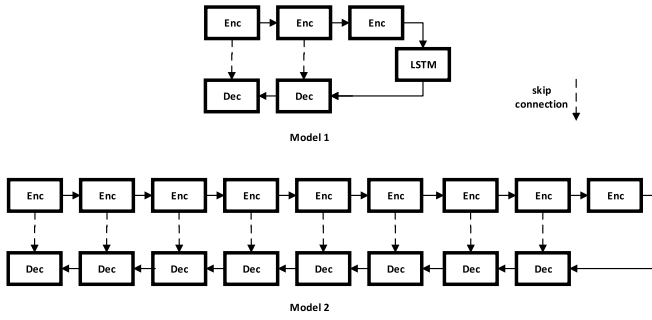 Enc Enc Enc
LSTM
Dec Dec
skip
connection
Model 1
Enc Enc Enc Enc Enc Enc Enc Enc Enc
Dec Dec Dec Dec Dec Dec Dec Dec
Model 2